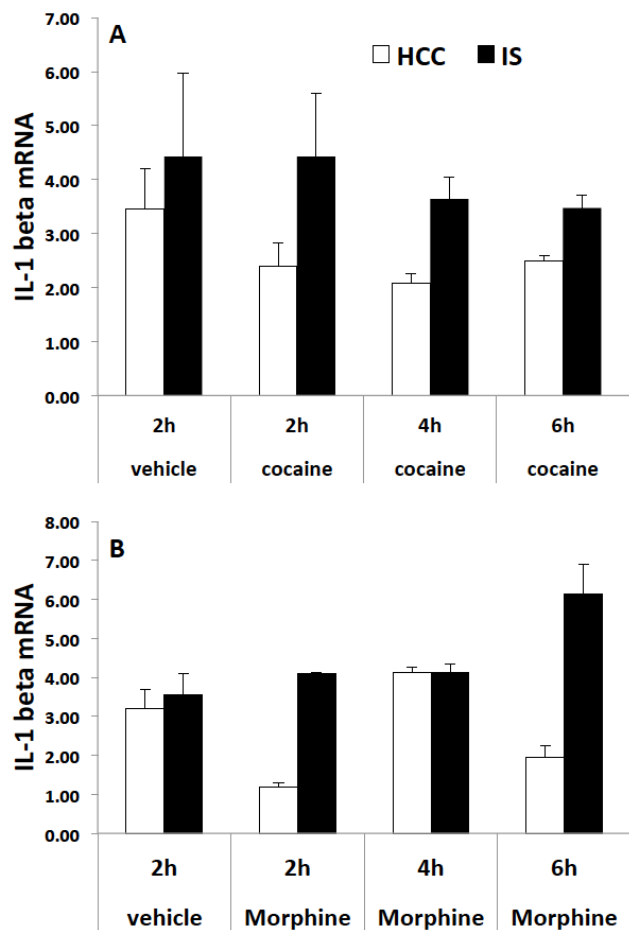 7.00
A
HCC IS
6.00
5.00
4.00
3.00
2.00
1.00
0.00
IL-1 beta mRNA
2h 2h 4h 6h
vehicle cocaine cocaine cocaine
8.00
B
7.00
6.00
5.00
4.00
3.00
2.00
1.00
0.00
IL-1 beta mRNA
2h 2h 4h 6h
vehicle Morphine Morphine Morphine